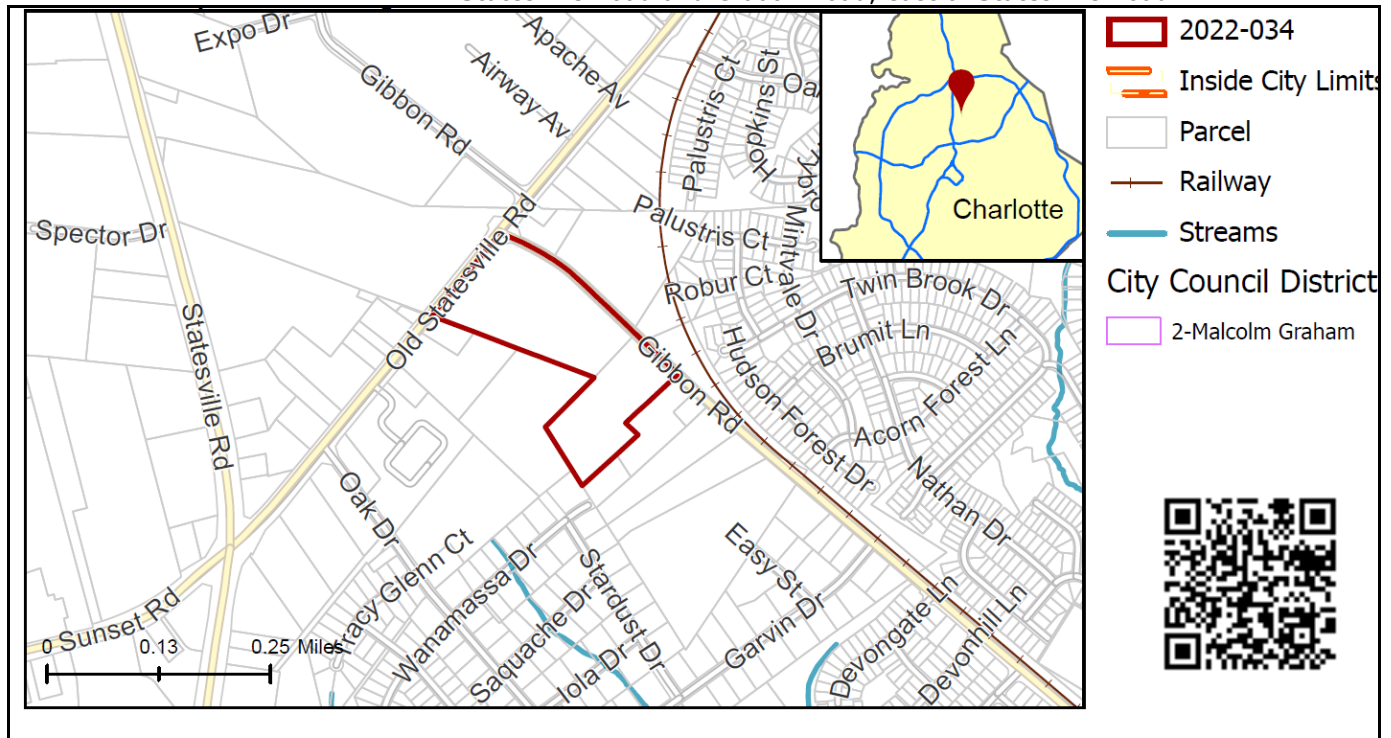 Expo Dr
Apache Av
Airway Av
Gibbon Rd
Palustris Ct
Hopkins St
Charlotte
Spector Dr
Old Statesville Rd
Palustris Ct
Mintvale Dr
Robur Ct
Twin Brook Dr
Brumit Ln
Statesville Rd
Gibbon Rd
Hudson Forest Dr
Acorn Forest Ln
Nathan Dr
Oak Dr
Tracy Glenn Ct
Wanamassa Dr
Stardust Dr
Easy St
Saquache Dr
Garvin Dr
Iola Dr
Devongate Ln
Devonhill Ln
Sunset Rd
0 0.13 0.25 Miles
2022-034
Inside City Limits
Parcel
Railway
Streams
City Council District
2-Malcolm Graham